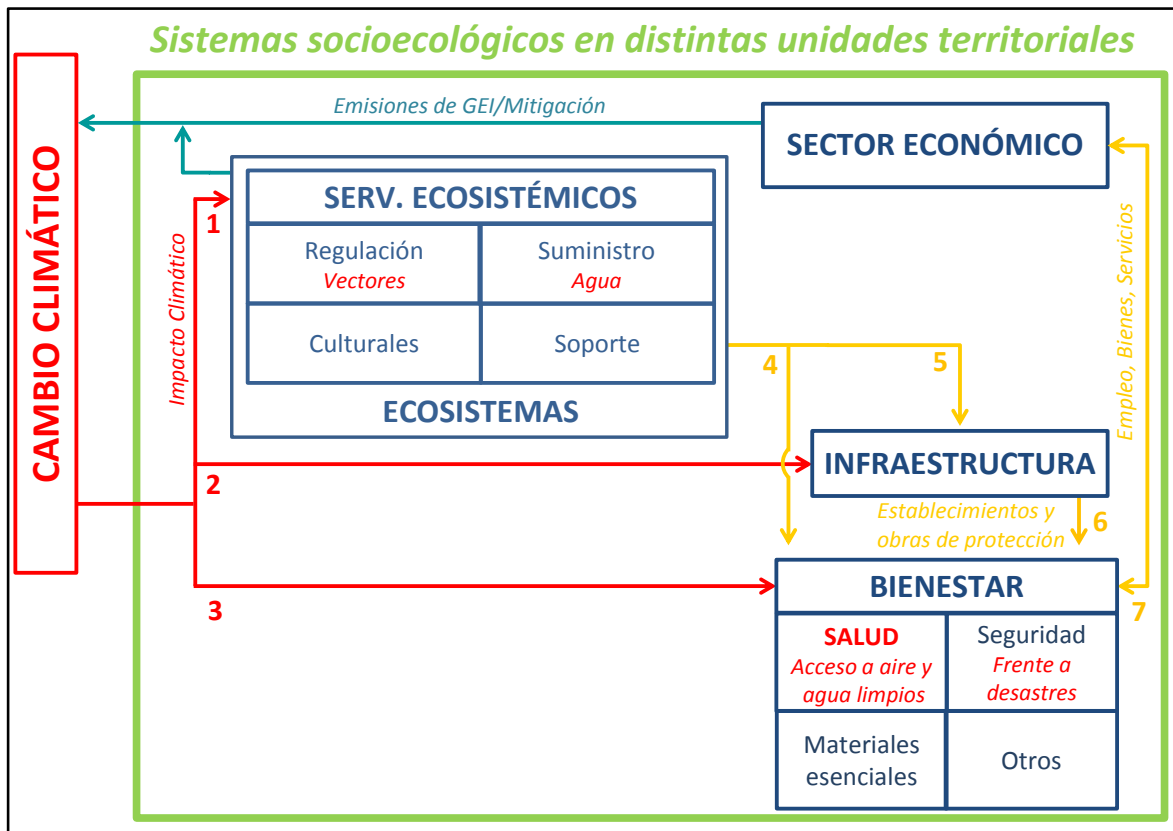 Sistemas socioecológicos en distintas unidades territoriales
CAMBIO CLIMÁTICO
Emisiones de GEI/Mitigación
SECTOR ECONÓMICO
1
Impacto Climático
SERV. ECOSISTÉMICOS
Regulación
Vectores
Suministro
Agua
Culturales
Soporte
ECOSISTEMAS
4
5
Empleo, Bienes, Servicios
2
INFRAESTRUCTURA
Establecimientos y
obras de protección
6
3
BIENESTAR
7
SALUD
Acceso a aire y
agua limpios
Seguridad
Frente a
desastres
Materiales
esenciales
Otros